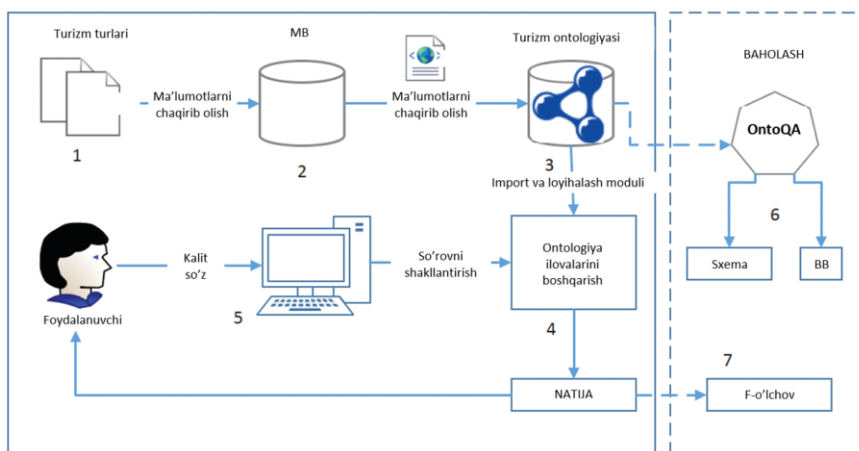 Turizm turlari
MB
Turizm ontologiyasi
BAHOLASH
Ma’lumotlarni
chaqirib olish
Ma’lumotlarni
chaqirib olish
OntoQA
1
2
3
Import va loyihalash moduli
6
Kalit
so’z
So’rovni
shakllantirish
Ontologiya
ilovalarini
boshqarish
Sxema
BB
Foydalanuvchi
5
4
7
NATIJA
F-o’lchov